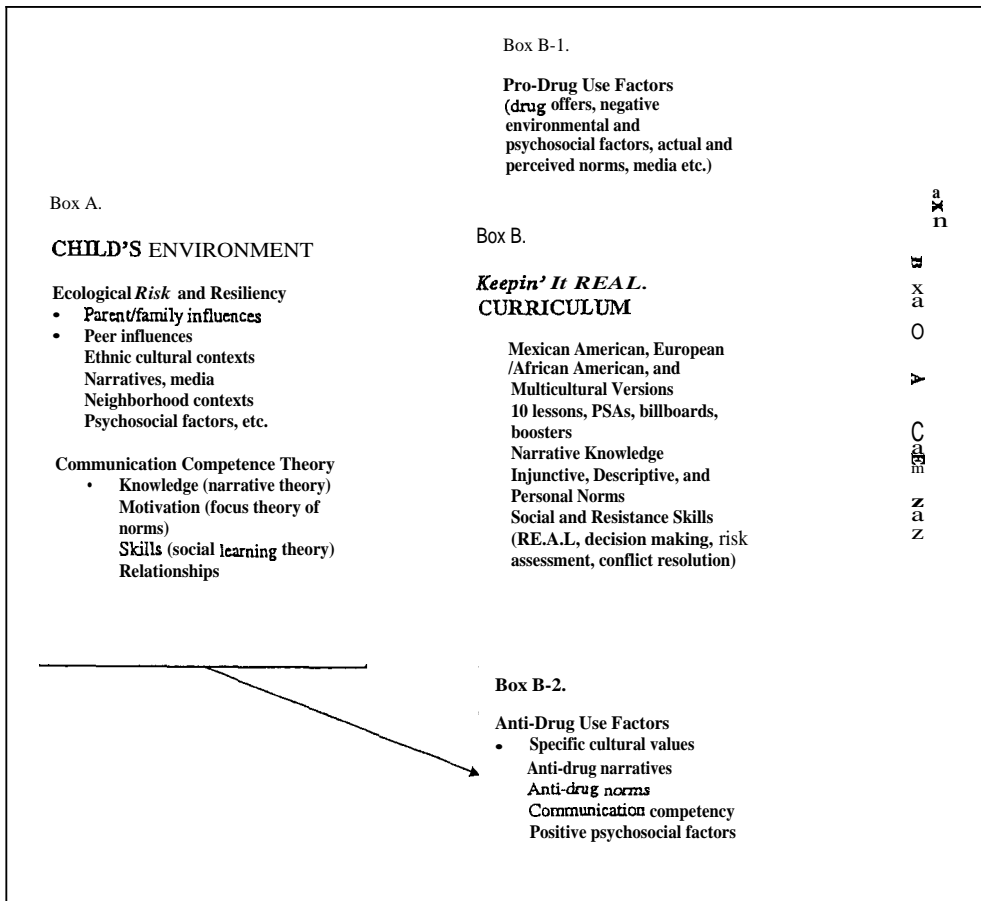 Box B-1.
Pro-Drug Use Factors
(drug offers, negative
environmental and
psychosocial factors, actual and
perceived norms, media etc.)
Box A.
CHILD'S ENVIRONMENT
Ecological Risk and Resiliency
• Parent/family influences
• Peer influences
Ethnic cultural contexts
Narratives, media
Neighborhood contexts
Psychosocial factors, etc.
Communication Competence Theory
• Knowledge (narrative theory)
Motivation (focus theory of
norms)
Skills (social learning theory)
Relationships
Box B.
Keepin' It REAL.
CURRICULUM
Mexican American, European
/African American, and
Multicultural Versions
10 lessons, PSAs, billboards,
boosters
Narrative Knowledge
Injunctive, Descriptive, and
Personal Norms
Social and Resistance Skills
(RE.A.L, decision making, risk
assessment, conflict resolution)
Box B-2.
Anti-Drug Use Factors
• Specific cultural values
Anti-drug narratives
Anti-drug norms
Communication competency
Positive psychosocial factors